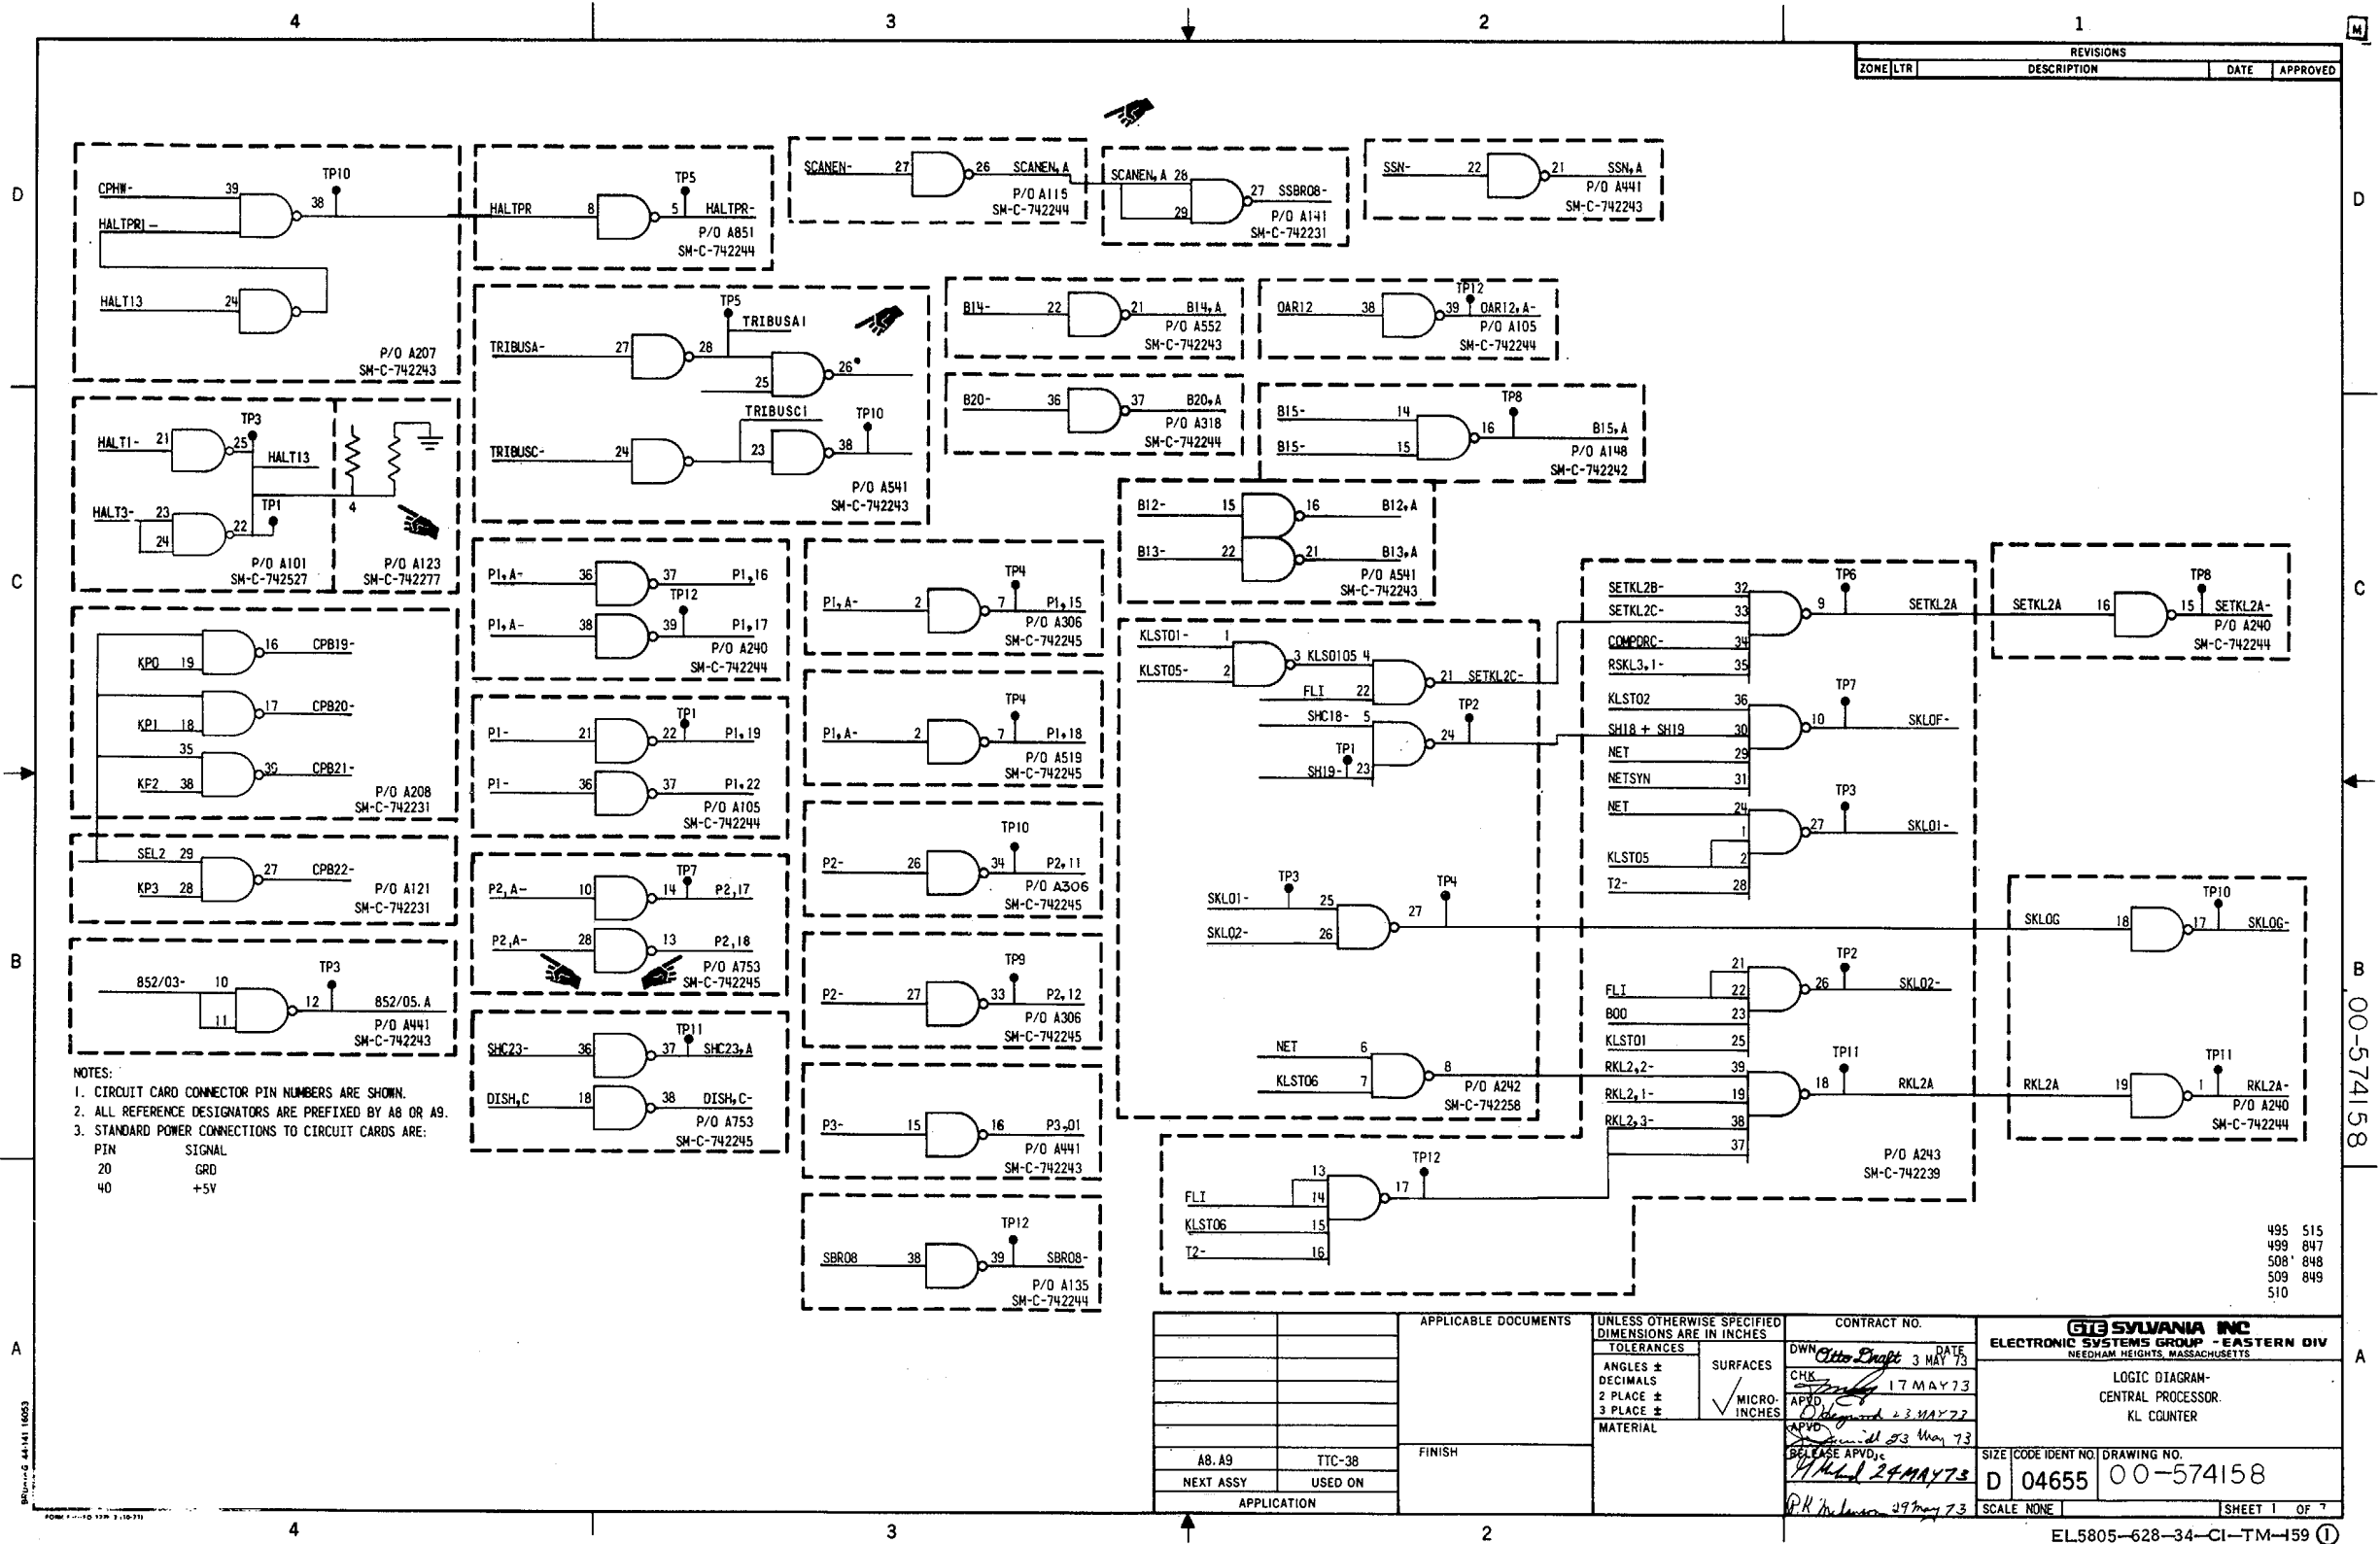 4 3 2 1
M
REVISIONS
ZONE LTR DESCRIPTION DATE APPROVED
D
CPHW- 39
HALTPR1-
38 TP10
HALT13 24
P/O A207
SM-C-742243
HALTPR 8 5 TP5 HALTPR-
P/O A851
SM-C-742244
SCANEN- 27 26 SCANEN,A
P/O A115
SM-C-742244
SCANEN,A 28
29
27 SSBR08-
P/O A141
SM-C-742231
SSN- 22 21 SSN,A
P/O A441
SM-C-742243
D
TRIBUSA- 27 28 TP5
TRIBUSA1
25 26
TRIBUSC- 24
TRIBUSC1
23 38 TP10
P/O A541
SM-C-742243
B14- 22 21 B14,A
P/O A552
SM-C-742243
OAR12 38 39 TP12 OAR12,A-
P/O A105
SM-C-742244
B20- 36 37 B20,A
P/O A318
SM-C-742244
B15- 14
B15- 15
16 TP8 B15,A
P/O A148
SM-C-742242
HALT1- 21 25 TP3
HALT13
HALT3- 23
24
22 TP1
P/O A101
SM-C-742527
4
P/O A123
SM-C-742277
B12- 15 16 B12,A
B13- 22 21 B13,A
P/O A541
SM-C-742243
C
P1,A- 36 37 P1,16
P1,A- 38 39 TP12 P1,17
P/O A240
SM-C-742244
P1,A- 2 7 TP4 P1,15
P/O A306
SM-C-742245
C
KP0 19 16 CPB19-
KP1 18 17 CPB20-
35
KF2 38 39 CPB21-
P/O A208
SM-C-742231
P1- 21 22 TP1 P1,19
P1- 36 37 P1,22
P/O A105
SM-C-742244
P1,A- 2 7 TP4 P1,18
P/O A519
SM-C-742245
SEL2 29
KP3 28
27 CPB22-
P/O A121
SM-C-742231
P2,A- 10 14 TP7 P2,17
P2,A- 28 13 P2,18
P/O A753
SM-C-742245
P2- 26 34 TP10 P2,11
P/O A306
SM-C-742245
B
852/03- 10
11
12 TP3 852/05.A
P/O A441
SM-C-742243
P2- 27 33 TP9 P2,12
P/O A306
SM-C-742245
SHC23- 36 37 TP11 SHC23,A
DISH,C 18 38 DISH,C-
P/O A753
SM-C-742245
P3- 15 16 P3,01
P/O A441
SM-C-742243
SBR08 38 39 TP12 SBR08-
P/O A135
SM-C-742244
KLST01- 1
KLST05- 2
3 KLS0105 4
FLI 22
21 SETKL2C-
SHC18- 5
TP1
SH19- 23
24 TP2
SKL01- TP3 25
SKL02- 26
27 TP4
NET 6
KLST06 7
8
P/O A242
SM-C-742258
SETKL2B- 32
SETKL2C- 33
COMPDRC- 34
RSKL3,1- 35
9 TP6 SETKL2A
KLST02 36
SH18 + SH19 30
NET 29
NETSYN 31
10 TP7 SKLOF-
NET 24
1
KLST05 2
T2- 28
27 TP3 SKL01-
21
FLI 22
B00 23
KLST01 25
26 TP2 SKL02-
RKL2,2- 39
RKL2,1- 19
RKL2,3- 38
37
18 TP11 RKL2A
P/O A243
SM-C-742239
13
FLI 14
KLST06 15
T2- 16
17 TP12
SETKL2A 16 15 TP8 SETKL2A-
P/O A240
SM-C-742244
SKLOG 18 17 TP10 SKLOG-
RKL2A 19 1 TP11 RKL2A-
P/O A240
SM-C-742244
B
00-574158
NOTES:
1. CIRCUIT CARD CONNECTOR PIN NUMBERS ARE SHOWN.
2. ALL REFERENCE DESIGNATORS ARE PREFIXED BY A8 OR A9.
3. STANDARD POWER CONNECTIONS TO CIRCUIT CARDS ARE:
PIN SIGNAL
20 GRD
40 +5V
495 515
499 847
508 848
509 849
510
A
A8.A9 TTC-38
NEXT ASSY USED ON
APPLICATION
APPLICABLE DOCUMENTS
FINISH
UNLESS OTHERWISE SPECIFIED
DIMENSIONS ARE IN INCHES
TOLERANCES
ANGLES ±
DECIMALS
2 PLACE ±
3 PLACE ±
SURFACES
MICRO-
INCHES
MATERIAL
CONTRACT NO.
DWN Otto Draft DATE 3 MAY 73
CHK 17 MAY 73
APVD 23 MAY 73
APVD 23 May 73
RELEASE APVD 24 MAY 73
29 May 73
GTE SYLVANIA INC
ELECTRONIC SYSTEMS GROUP - EASTERN DIV
NEEDHAM HEIGHTS, MASSACHUSETTS
LOGIC DIAGRAM-
CENTRAL PROCESSOR
KL COUNTER
SIZE CODE IDENT NO. DRAWING NO.
D 04655 00-574158
SCALE NONE SHEET 1 OF 7
A
4 3 2
EL5805-628-34-CI-TM-159 1